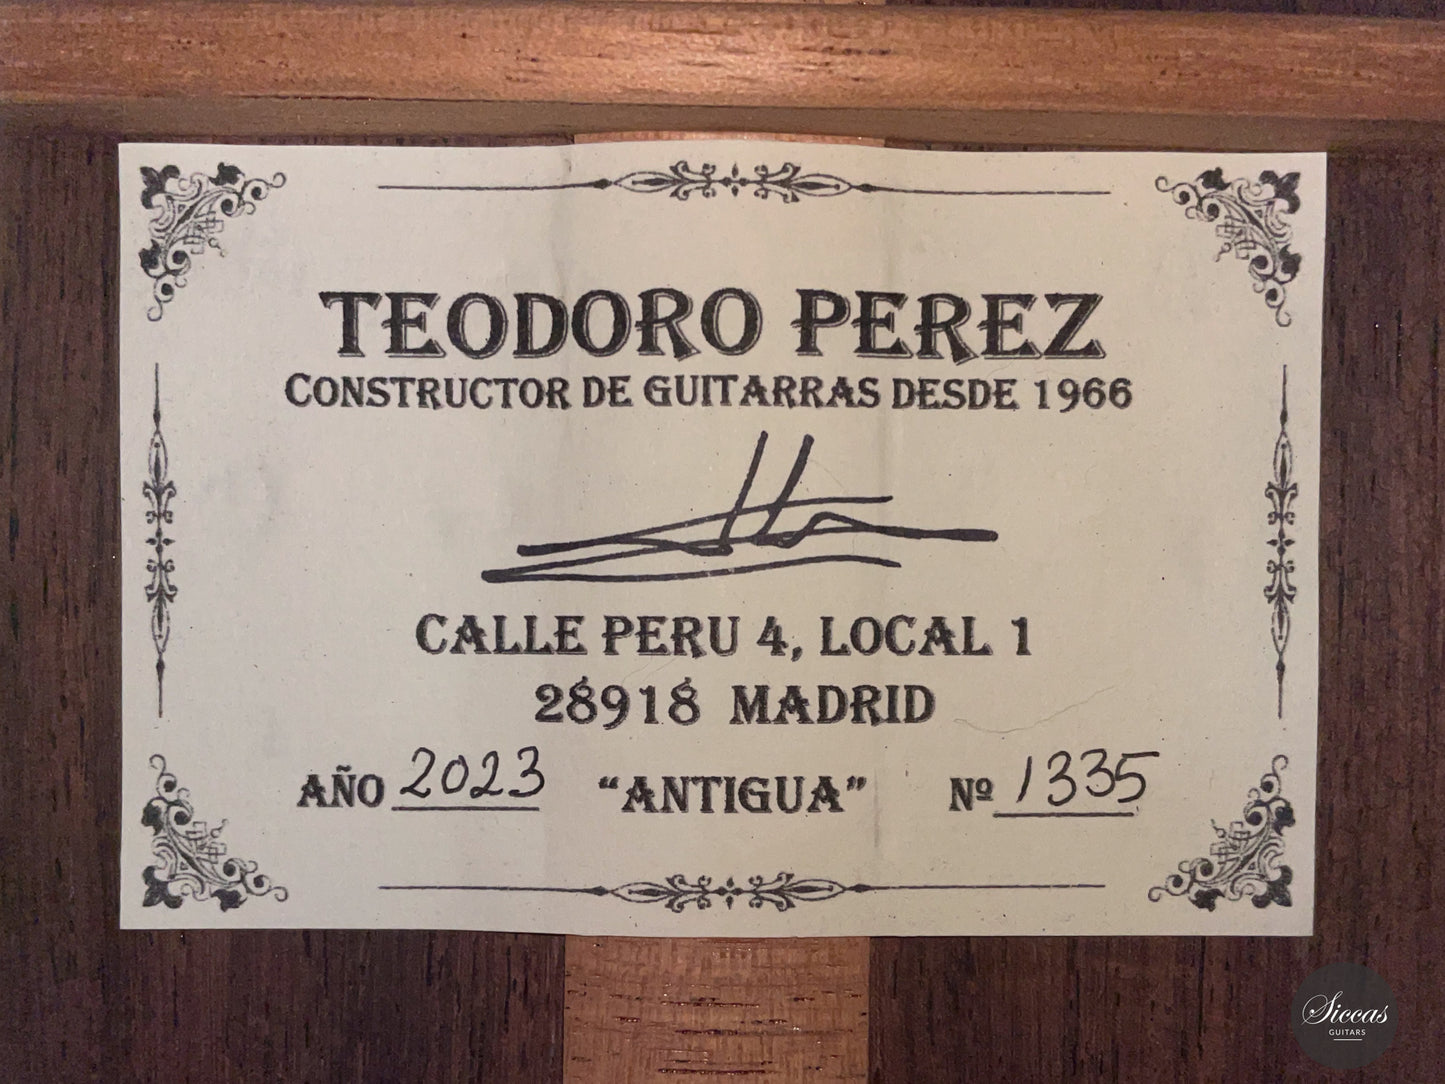 TEODORO PEREZ
CONSTRUCTOR DE GUITARRAS DESDE 1966
CALLE PERU 4, LOCAL 1
28918 MADRID
AÑO 2023 “ANTIGUA” Nº 1335
Siccas
GUITARS